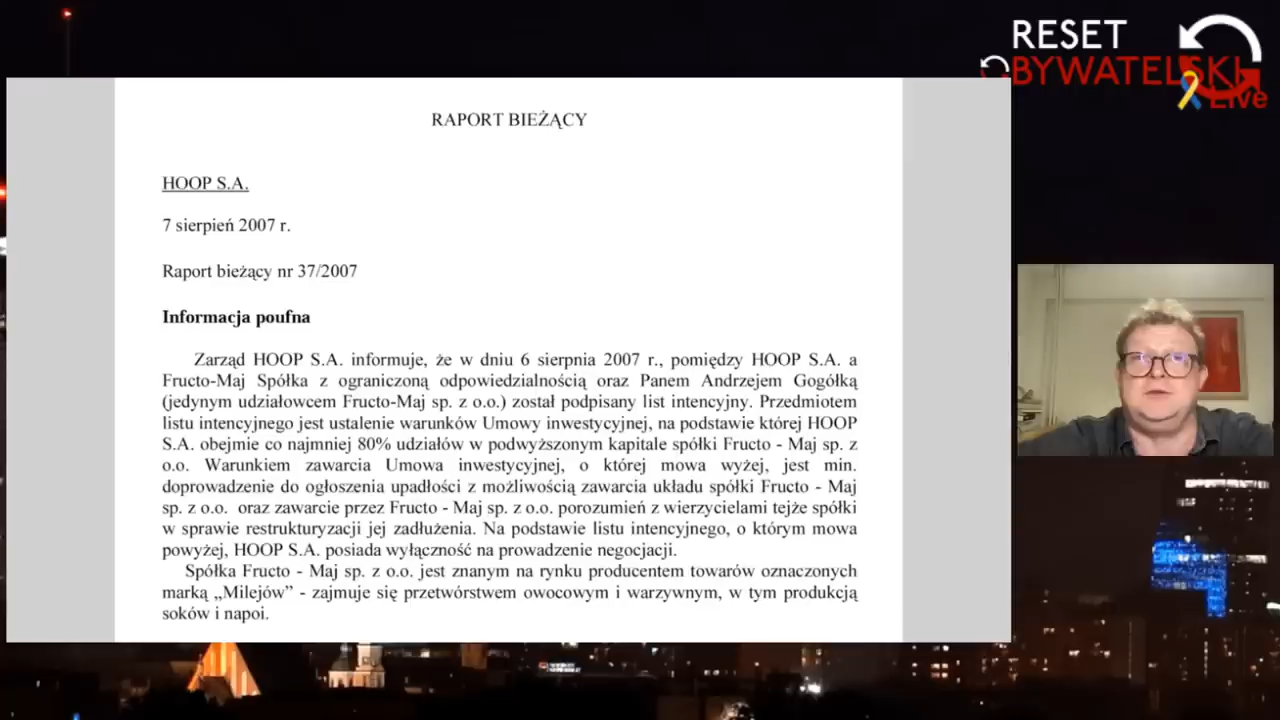 RESET
OBYWATELSKI
Live
RAPORT BIEŻĄCY
HOOP S.A.
7 sierpień 2007 r.
Raport bieżący nr 37/2007
Informacja poufna
Zarząd HOOP S.A. informuje, że w dniu 6 sierpnia 2007 r., pomiędzy HOOP S.A. a
Fructo-Maj Spółka z ograniczoną odpowiedzialnością oraz Panem Andrzejem Gogółką
(jedynym udziałowcem Fructo-Maj sp. z o.o.) został podpisany list intencyjny. Przedmiotem
listu intencyjnego jest ustalenie warunków Umowy inwestycyjnej, na podstawie której HOOP
S.A. obejmie co najmniej 80% udziałów w podwyższonym kapitale spółki Fructo - Maj sp. z
o.o. Warunkiem zawarcia Umowa inwestycyjnej, o której mowa wyżej, jest min.
doprowadzenie do ogłoszenia upadłości z możliwością zawarcia układu spółki Fructo - Maj
sp. z o.o. oraz zawarcie przez Fructo - Maj sp. z o.o. porozumień z wierzycielami tejże spółki
w sprawie restrukturyzacji jej zadłużenia. Na podstawie listu intencyjnego, o którym mowa
powyżej, HOOP S.A. posiada wyłączność na prowadzenie negocjacji.
Spółka Fructo - Maj sp. z o.o. jest znanym na rynku producentem towarów oznaczonych
marką „Milejów” - zajmuje się przetwórstwem owocowym i warzywnym, w tym produkcją
soków i napoi.